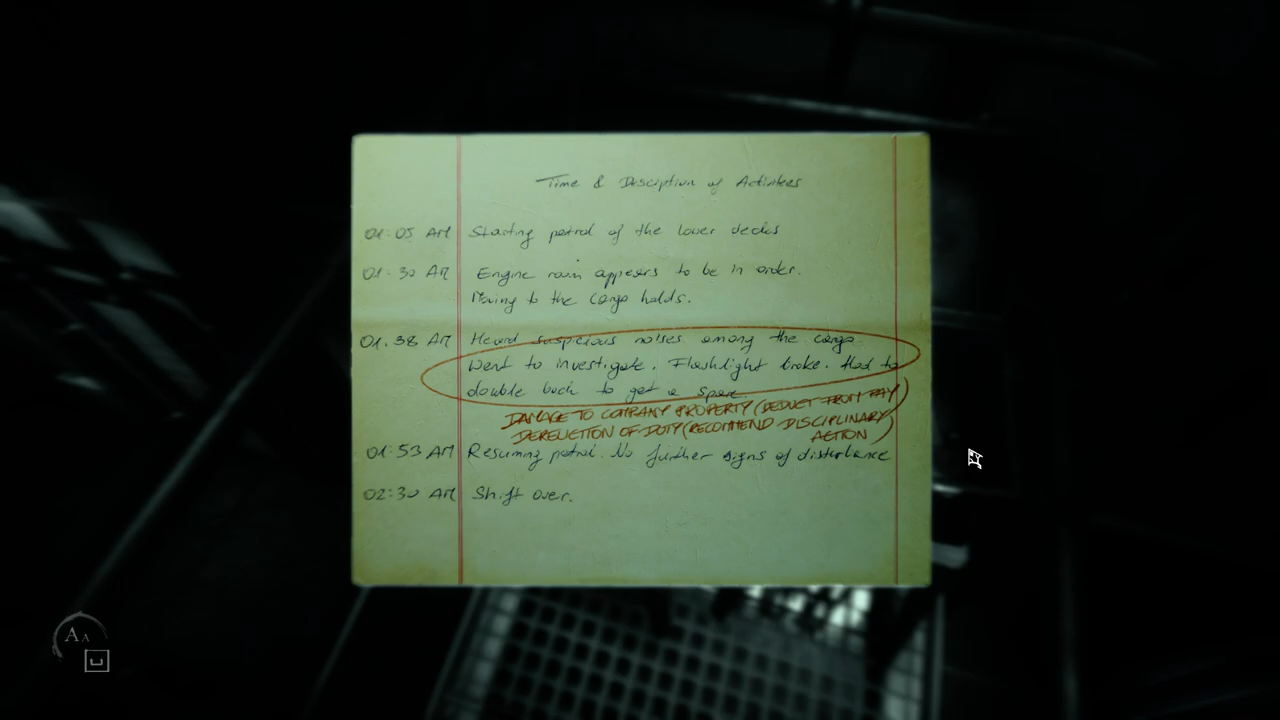 Time & Desciption of Activities
01:05 AM Starting patrol of the lower decks
01:30 AM Engine room appears to be in order.
Moving to the cargo holds.
01:38 AM Heard suspicious noises among the cargo.
Went to investigate. Flashlight broke. Had to
double back to get a spare.
DAMAGE TO COMPANY PROPERTY (DEDUCT FROM PAY)
DERELICTION OF DUTY (RECOMMEND DISCIPLINARY
ACTION)
01:53 AM Resuming patrol. No further signs of disturbance
02:30 AM Shift over.
AA